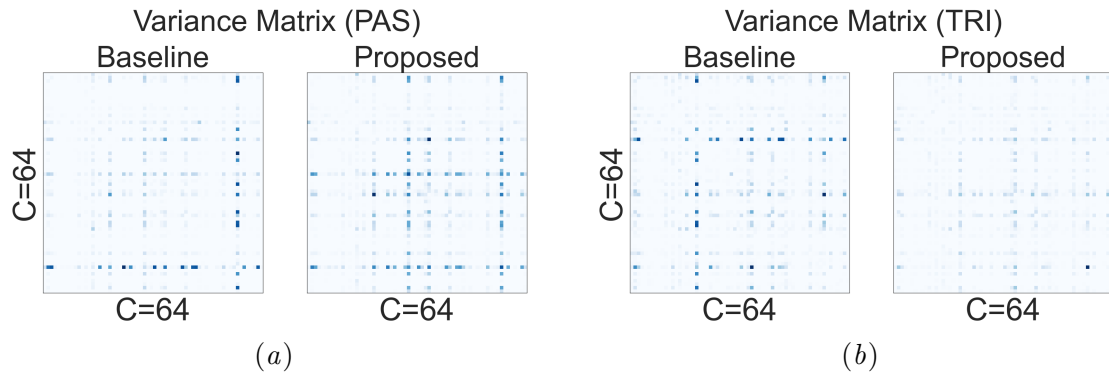 Variance Matrix (PAS)
Baseline
Proposed
C=64
C=64
C=64
(a)
Variance Matrix (TRI)
Baseline
Proposed
C=64
C=64
C=64
(b)